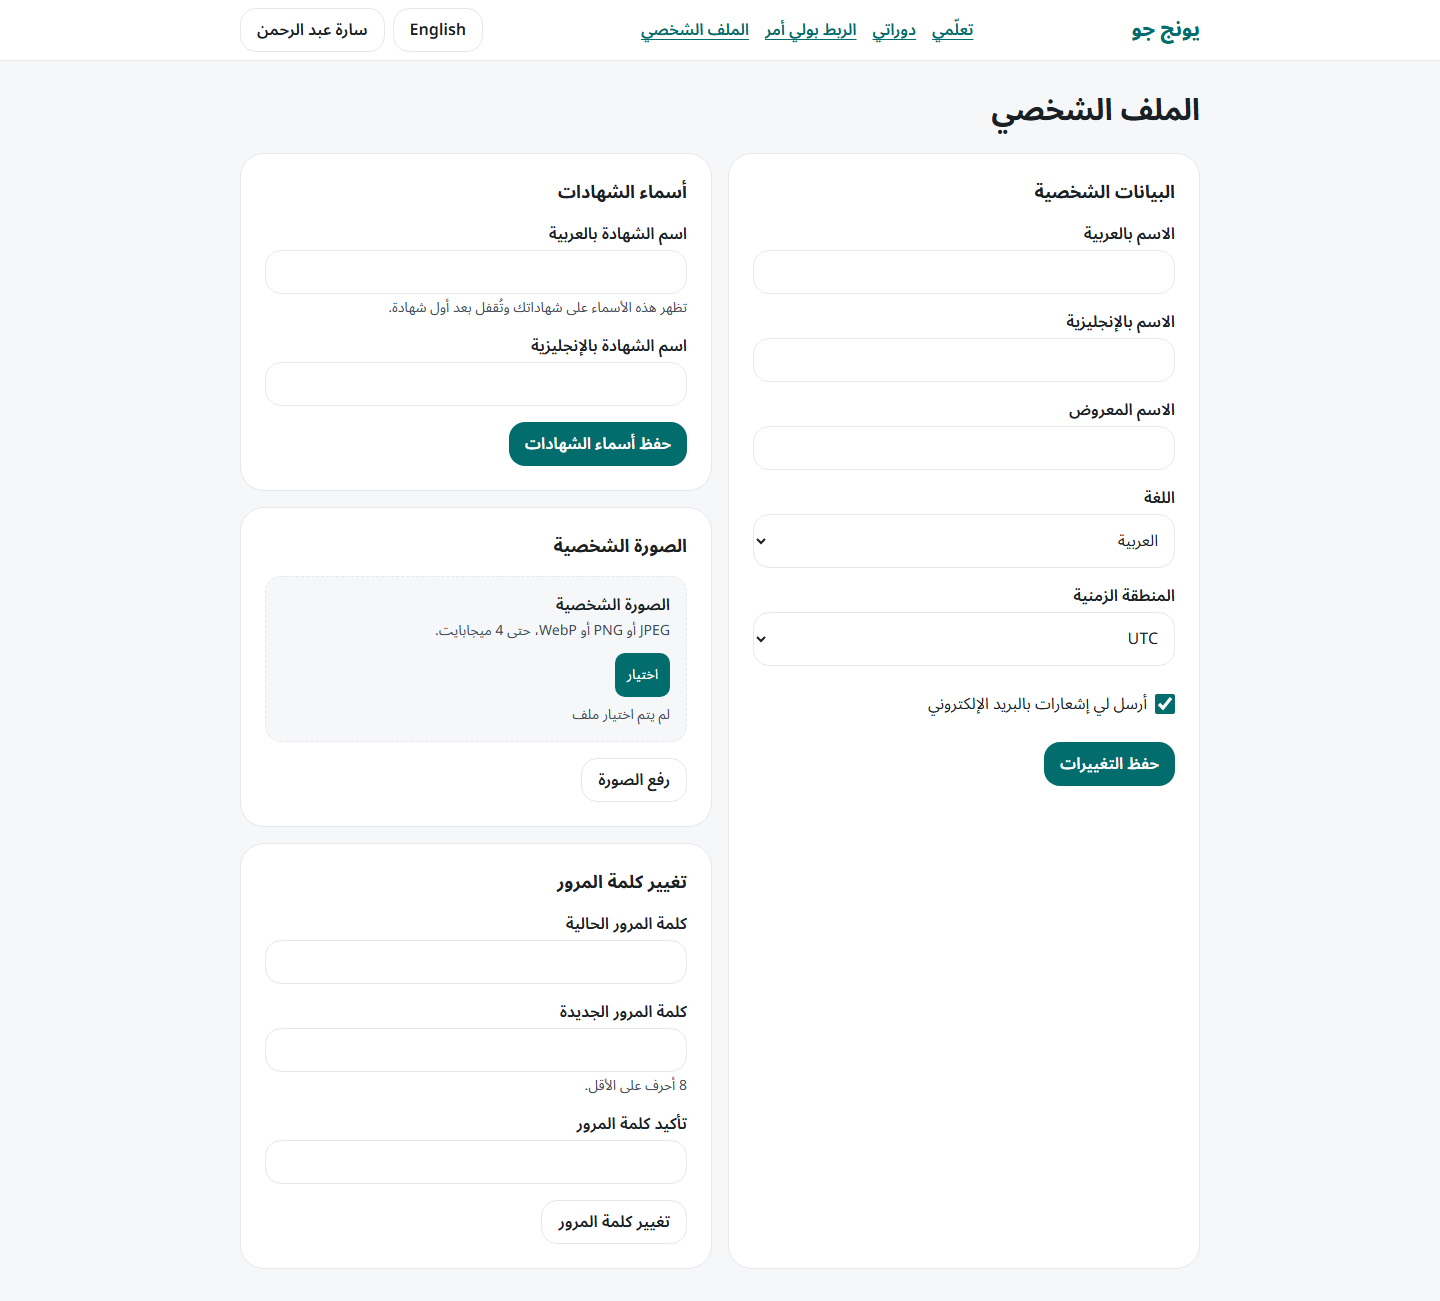 يونج جو
تعلّمي
دوراتي
الربط بولي أمر
الملف الشخصي
English
سارة عبد الرحمن
الملف الشخصي
البيانات الشخصية
الاسم بالعربية
الاسم بالإنجليزية
الاسم المعروض
اللغة
العربية
المنطقة الزمنية
UTC
أرسل لي إشعارات بالبريد الإلكتروني
حفظ التغييرات
أسماء الشهادات
اسم الشهادة بالعربية
تظهر هذه الأسماء على شهاداتك وتُقفل بعد أول شهادة.
اسم الشهادة بالإنجليزية
حفظ أسماء الشهادات
الصورة الشخصية
الصورة الشخصية
JPEG أو PNG أو WebP، حتى 4 ميجابايت.
اختيار
لم يتم اختيار ملف
رفع الصورة
تغيير كلمة المرور
كلمة المرور الحالية
كلمة المرور الجديدة
8 أحرف على الأقل.
تأكيد كلمة المرور
تغيير كلمة المرور